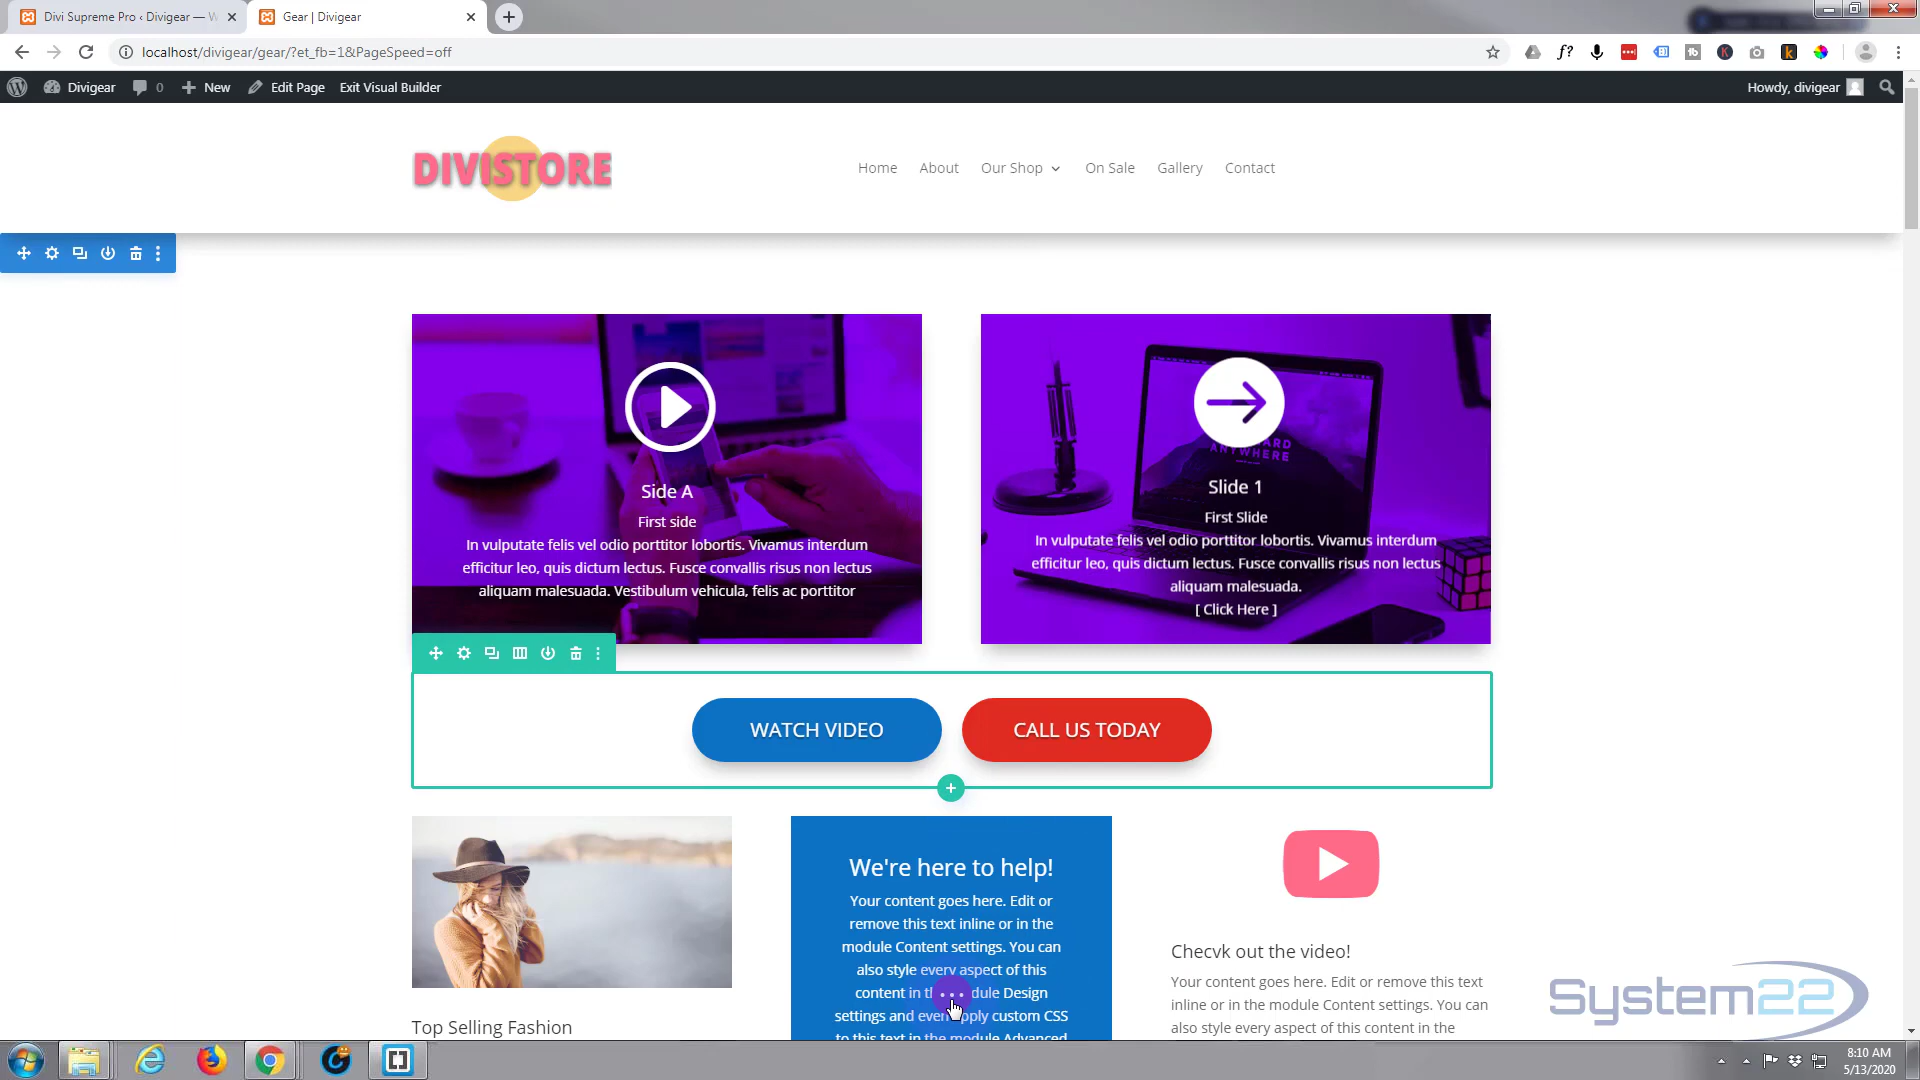 Divi Supreme Pro ‹ Divigear — W
Gear | Divigear
localhost/divigear/gear/?et_fb=1&PageSpeed=off
Divigear
0
New
Edit Page
Exit Visual Builder
Howdy, divigear
DIVISTORE
Home
About
Our Shop
On Sale
Gallery
Contact
Side A
First side
In vulputate felis vel odio porttitor lobortis. Vivamus interdum
efficitur leo, quis dictum lectus. Fusce convallis risus non lectus
aliquam malesuada. Vestibulum vehicula, felis ac porttitor
ANYWHERE
Slide 1
First Slide
In vulputate felis vel odio porttitor lobortis. Vivamus interdum
efficitur leo, quis dictum lectus. Fusce convallis risus non lectus
aliquam malesuada.
[ Click Here ]
WATCH VIDEO
CALL US TODAY
Top Selling Fashion
We're here to help!
Your content goes here. Edit or
remove this text inline or in the
module Content settings. You can
also style every aspect of this
content in Design
settings and even apply custom CSS
to this text in the module Advanced
Checvk out the video!
Your content goes here. Edit or remove this text
inline or in the module Content settings. You can
also style every aspect of this content in the
System22
8:10 AM
5/13/2020